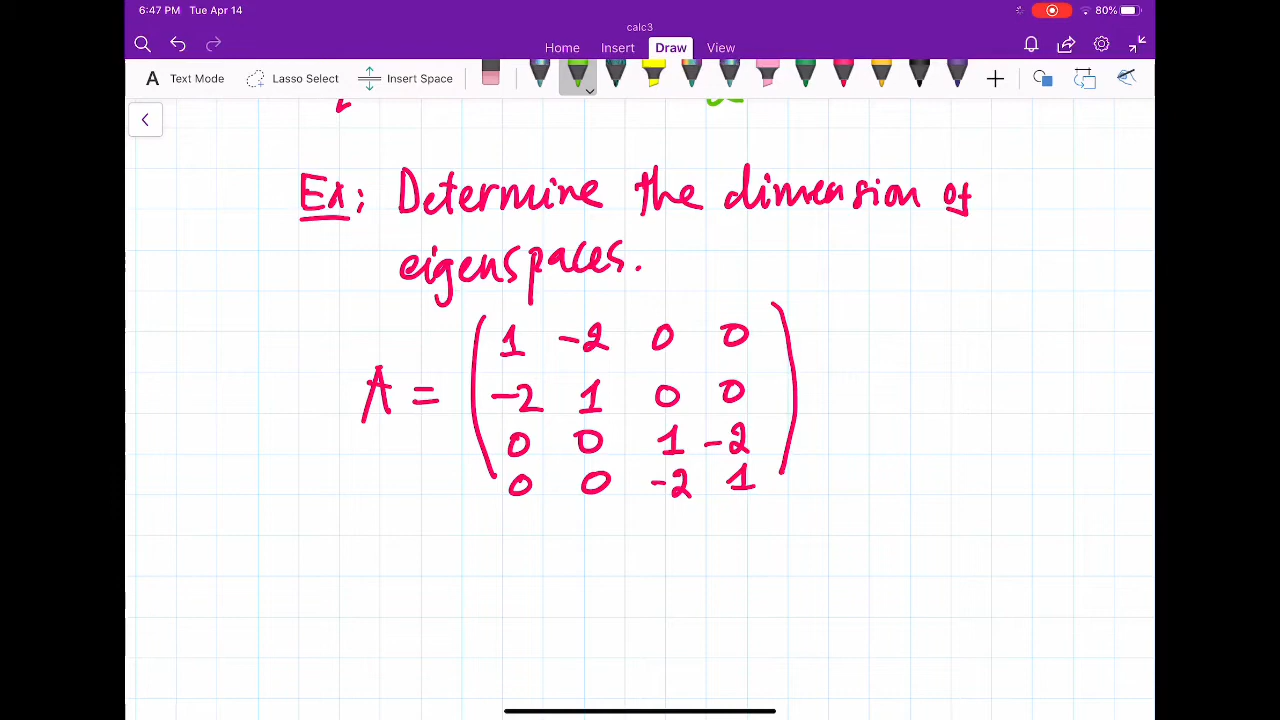 6:47 PM Tue Apr 14
80%
calc3
Home Insert Draw View
Text Mode Lasso Select Insert Space
Ex: Determine the dimension of
eigenspaces.
1 -2 0 0
A = -2 1 0 0
0 0 1 -2
0 0 -2 1